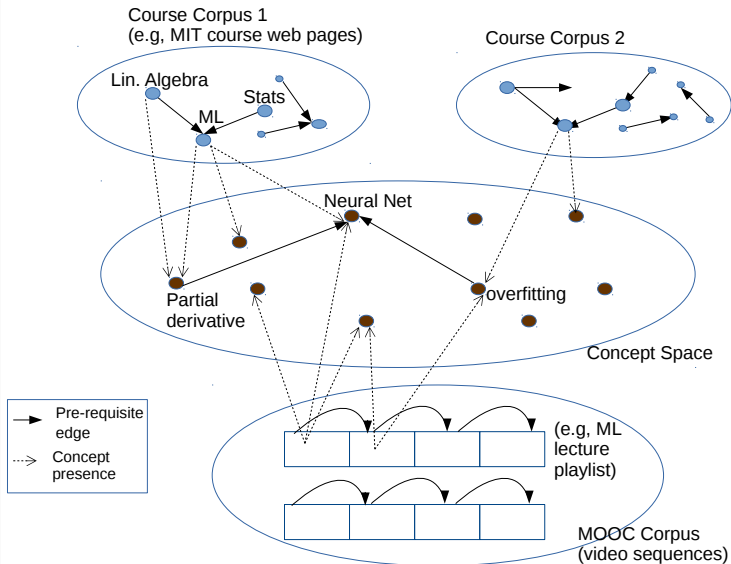 Course Corpus 1
(e.g, MIT course web pages)
Course Corpus 2
Lin. Algebra
Stats
ML
Neural Net
Partial
derivative
overfitting
Concept Space
Pre-requisite
edge
Concept
presence
(e.g, ML
lecture
playlist)
MOOC Corpus
(video sequences)